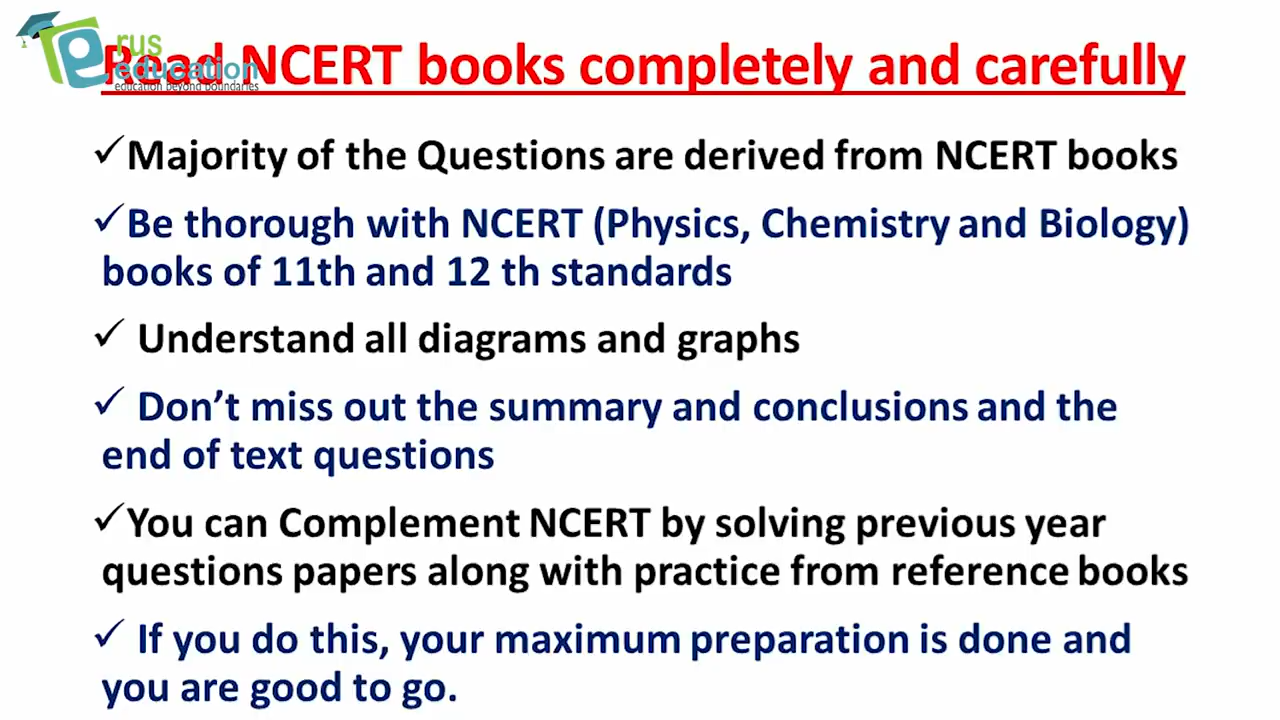 erus
education
education beyond boundaries
Read NCERT books completely and carefully
✓Majority of the Questions are derived from NCERT books
✓Be thorough with NCERT (Physics, Chemistry and Biology)
books of 11th and 12 th standards
✓ Understand all diagrams and graphs
✓ Don't miss out the summary and conclusions and the
end of text questions
✓You can Complement NCERT by solving previous year
questions papers along with practice from reference books
✓ If you do this, your maximum preparation is done and
you are good to go.